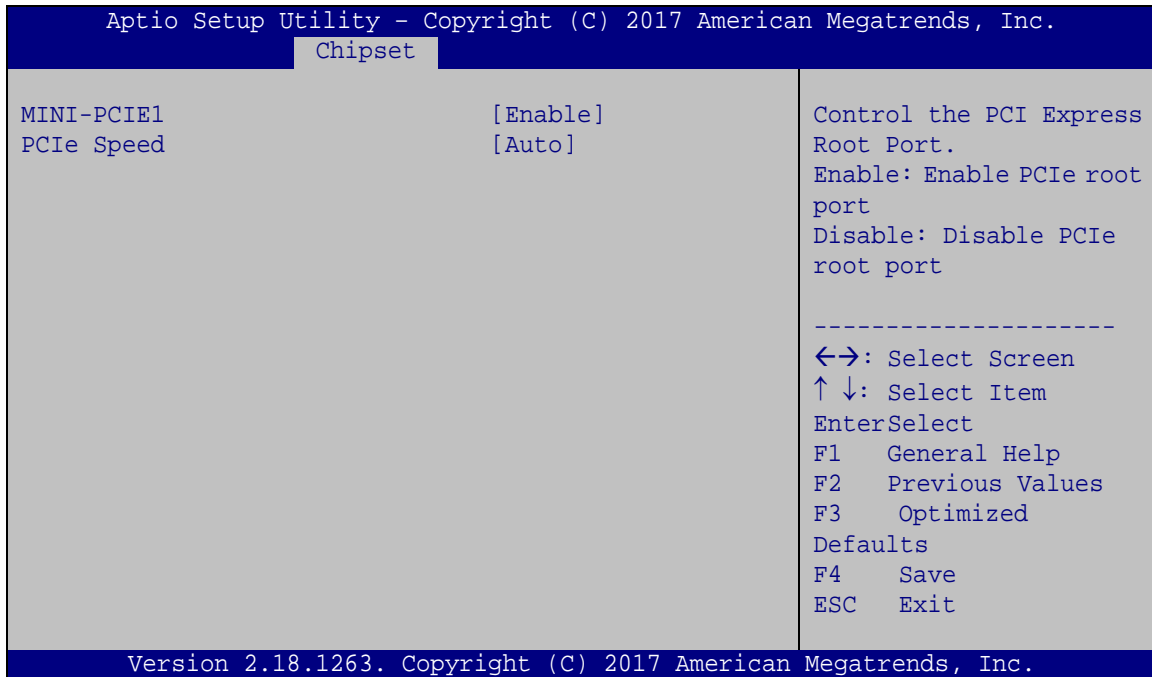 Aptio Setup Utility – Copyright (C) 2017 American Megatrends, Inc.
Chipset
MINI-PCIE1 [Enable]
PCIe Speed [Auto]
Control the PCI Express
Root Port.
Enable: Enable PCIe root
port
Disable: Disable PCIe
root port
---------------------
←→: Select Screen
↑ ↓: Select Item
EnterSelect
F1 General Help
F2 Previous Values
F3 Optimized
Defaults
F4 Save
ESC Exit
Version 2.18.1263. Copyright (C) 2017 American Megatrends, Inc.